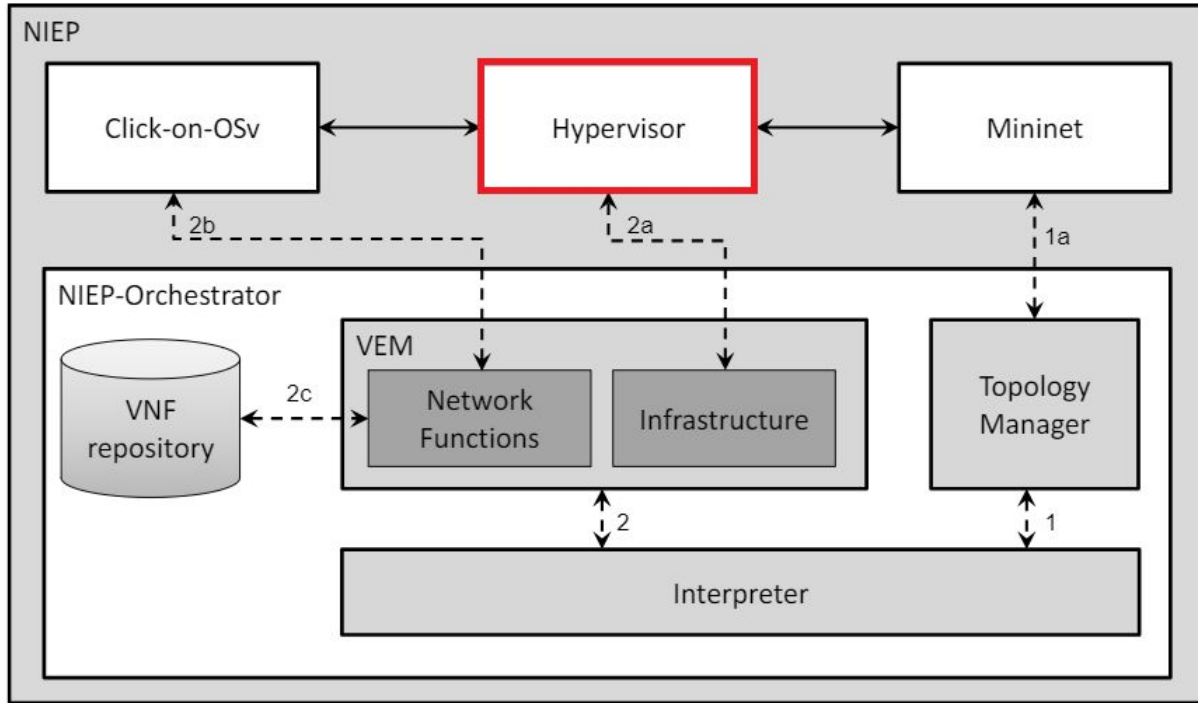 NIEP
Click-on-OSv
Hypervisor
Mininet
2b
2a
1a
NIEP-Orchestrator
VNF
repository
2c
VEM
Network
Functions
Infrastructure
Topology
Manager
2
1
Interpreter